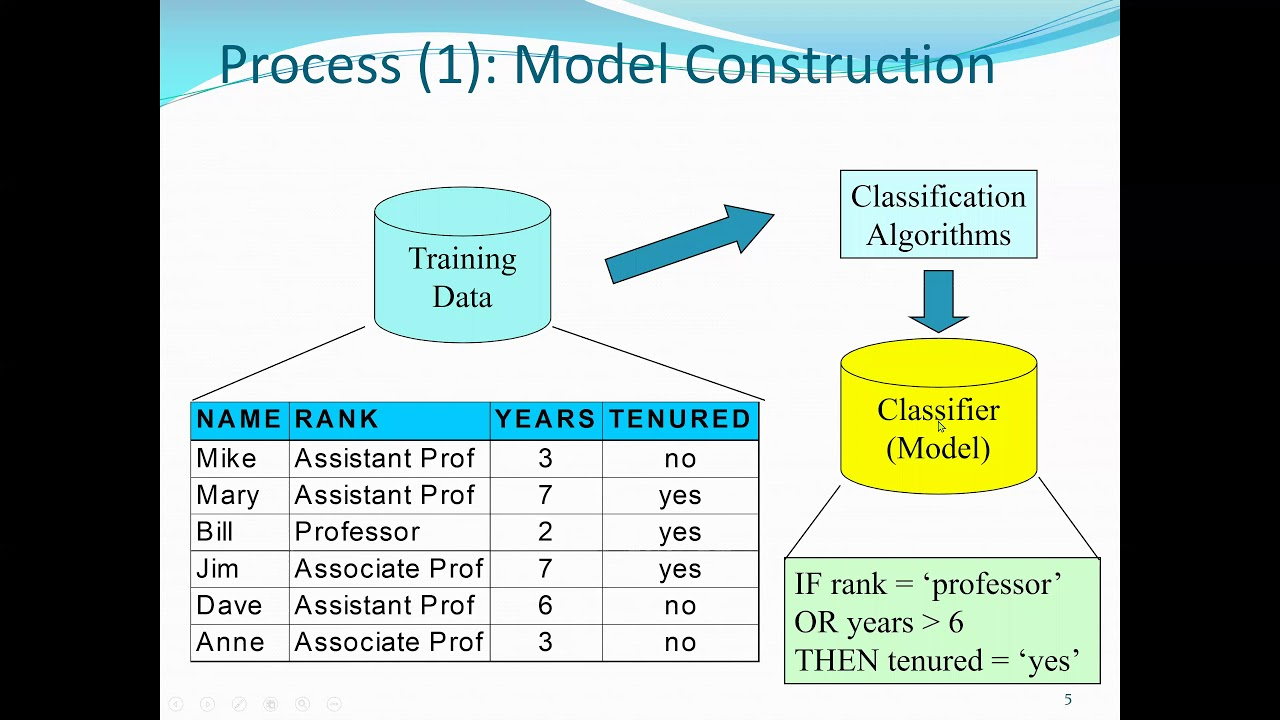 Process (1): Model Construction
Training
Data
Classification
Algorithms
Classifier
(Model)
NAME RANK YEARS TENURED
Mike Assistant Prof 3 no
Mary Assistant Prof 7 yes
Bill Professor 2 yes
Jim Associate Prof 7 yes
Dave Assistant Prof 6 no
Anne Associate Prof 3 no
IF rank = ‘professor’
OR years > 6
THEN tenured = ‘yes’
5